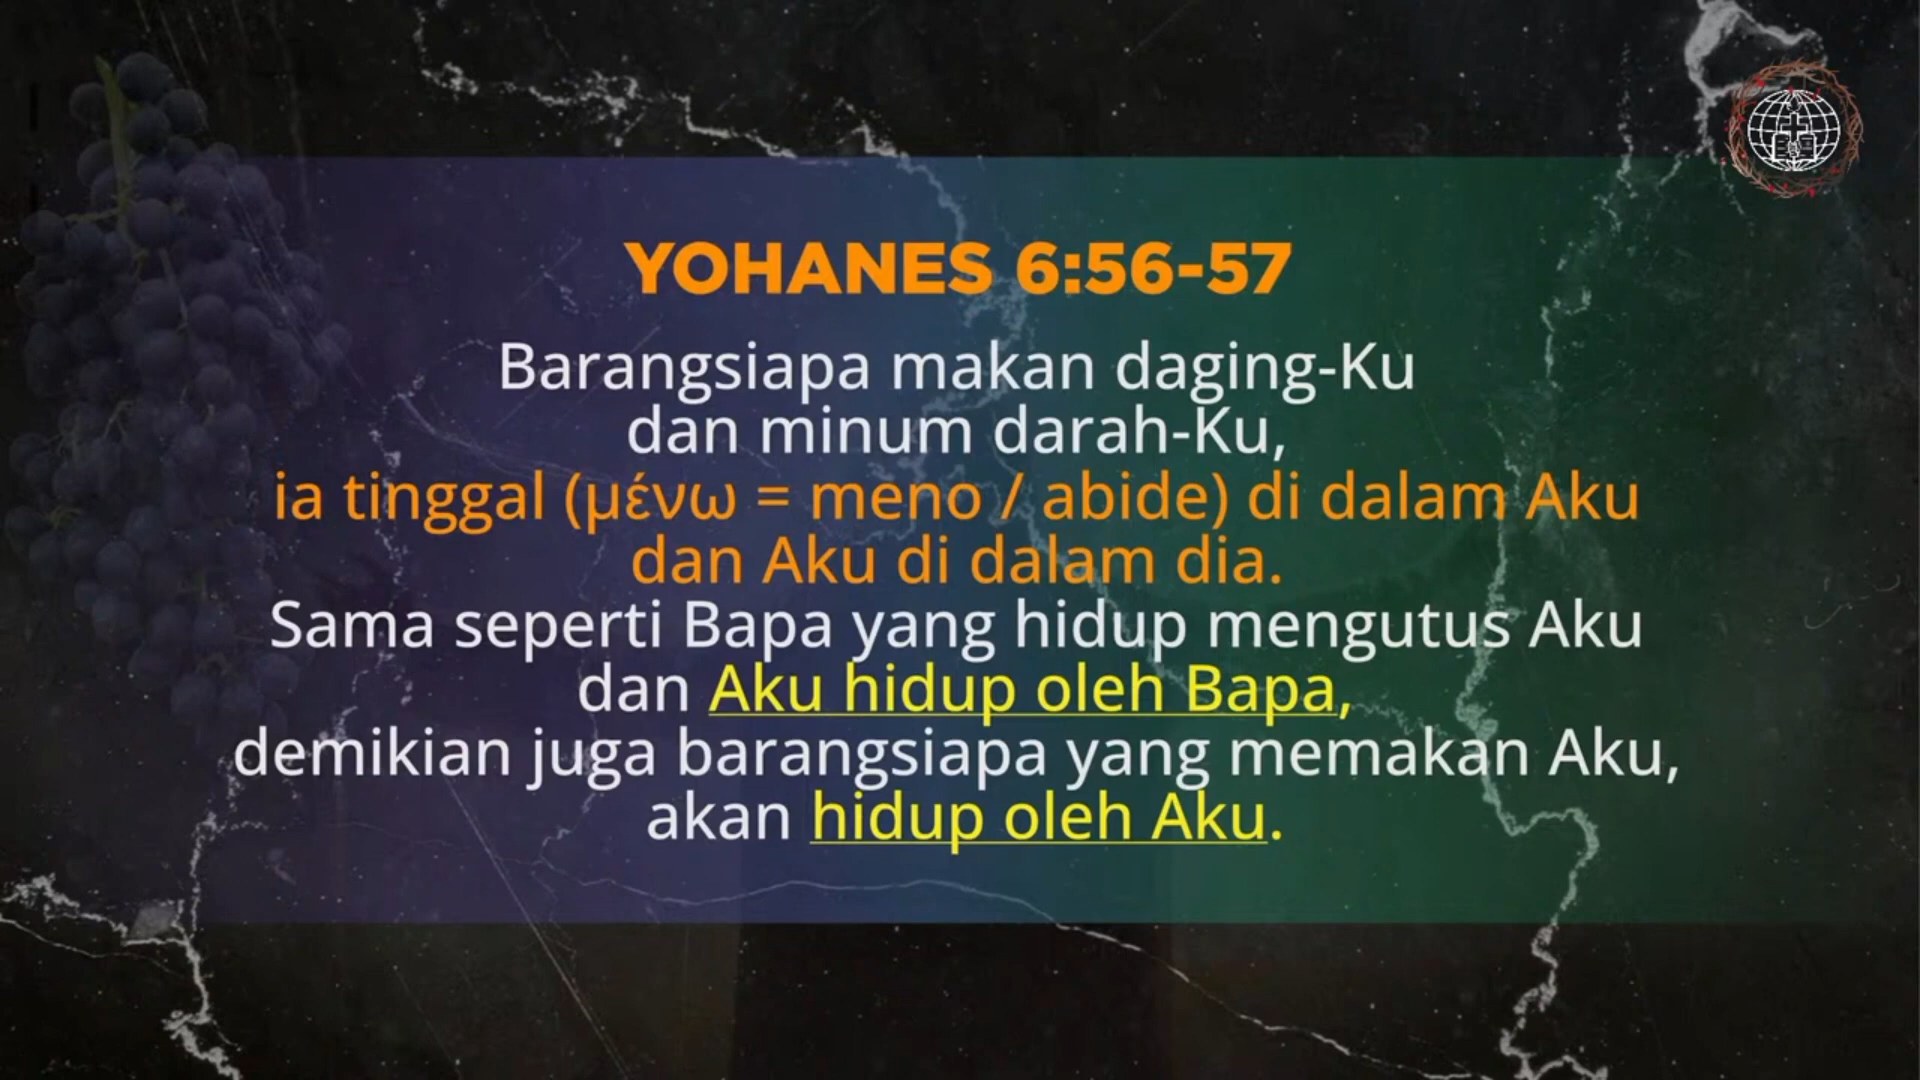 YOHANES 6:56-57
Barangsiapa makan daging-Ku
dan minum darah-Ku,
ia tinggal (μένω = meno / abide) di dalam Aku
dan Aku di dalam dia.
Sama seperti Bapa yang hidup mengutus Aku
dan Aku hidup oleh Bapa,
demikian juga barangsiapa yang memakan Aku,
akan hidup oleh Aku.